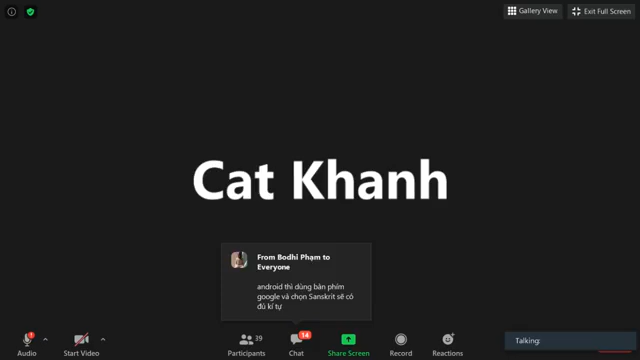 Gallery View
Exit Full Screen
Cat Khanh
From Bodhi Phạm to
Everyone
android thì dùng bàn phím
google và chọn Sanskrit sẽ có
đủ kí tự
1
39
14
Audio
Start Video
Participants
Chat
Share Screen
Record
Reactions
Talking: